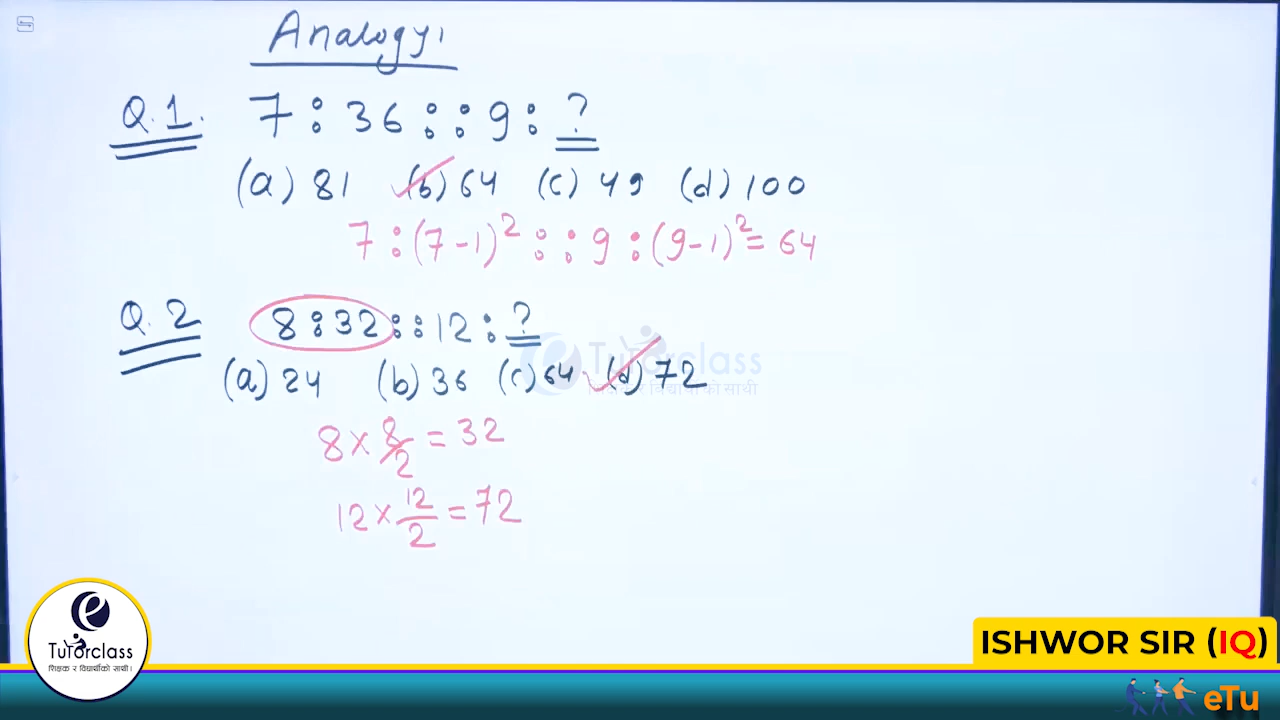 Analogy:
Q.1. 7 : 36 :: 9 : ?
(a) 81 (b) 64 (c) 49 (d) 100
7 : (7-1)² :: 9 : (9-1)² = 64
Q.2 8 : 32 :: 12 : ?
(a) 24 (b) 36 (c) 64 (d) 72
Tutorclass
शिक्षक र विद्यार्थीको साथी
8 × 8/2 = 32
12 × 12/2 = 72
Tutorclass
शिक्षक र विद्यार्थीको साथी।
ISHWOR SIR (IQ)
eTu